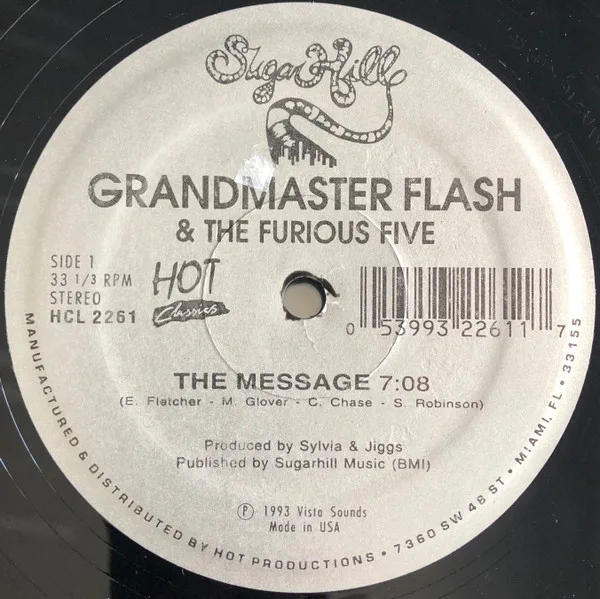 Sugar Hill
GRANDMASTER FLASH
& THE FURIOUS FIVE
SIDE 1
33 1/3 RPM
STEREO
HCL 2261
HOT
Classics
0 53993 22611 7
THE MESSAGE 7:08
(E. Fletcher - M. Glover - C. Chase - S. Robinson)
Produced by Sylvia & Jiggs
Published by Sugarhill Music (BMI)
Ⓟ 1993 Vista Sounds
Made in USA
MANUFACTURED & DISTRIBUTED BY HOT PRODUCTIONS • 7360 SW 48 ST • MIAMI, FL • 33155